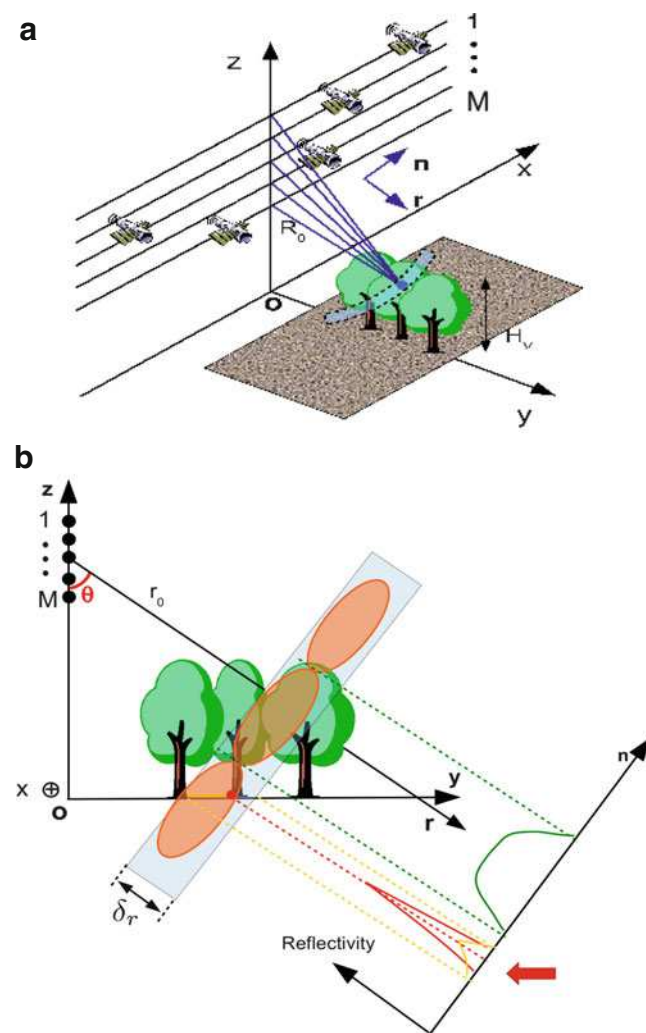 a
z
1
⋮
M
n
r
x
R₀
O
H_v
y
b
z
1
⋮
M
θ
r₀
x ⊕
O
y
r
n
δ_r
Reflectivity